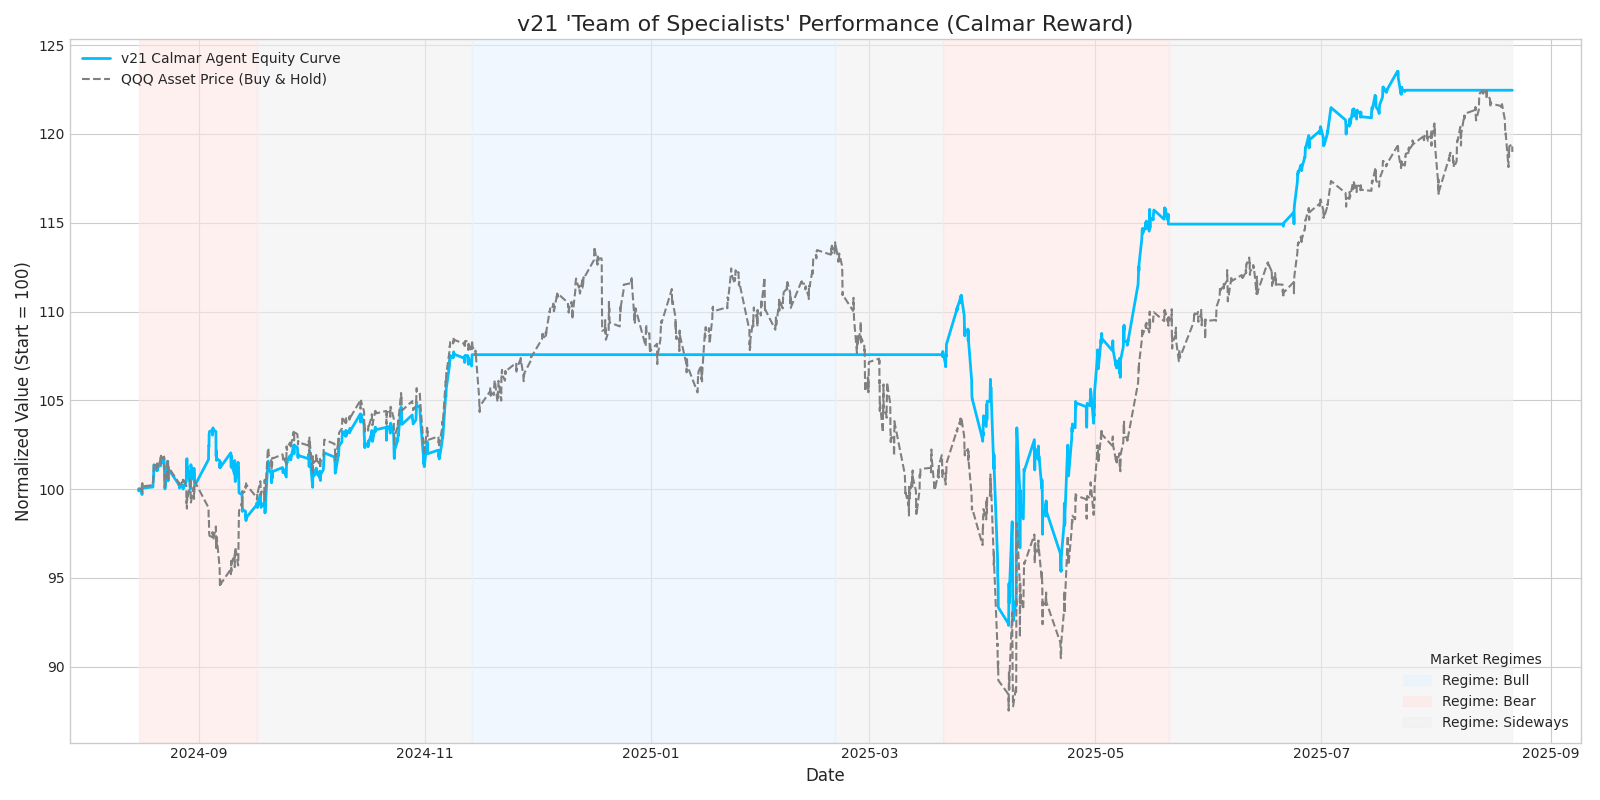 v21 'Team of Specialists' Performance (Calmar Reward)
v21 Calmar Agent Equity Curve
QQQ Asset Price (Buy & Hold)
125
120
115
110
105
100
95
90
Normalized Value (Start = 100)
Market Regimes
Regime: Bull
Regime: Bear
Regime: Sideways
2024-09
2024-11
2025-01
2025-03
2025-05
2025-07
2025-09
Date